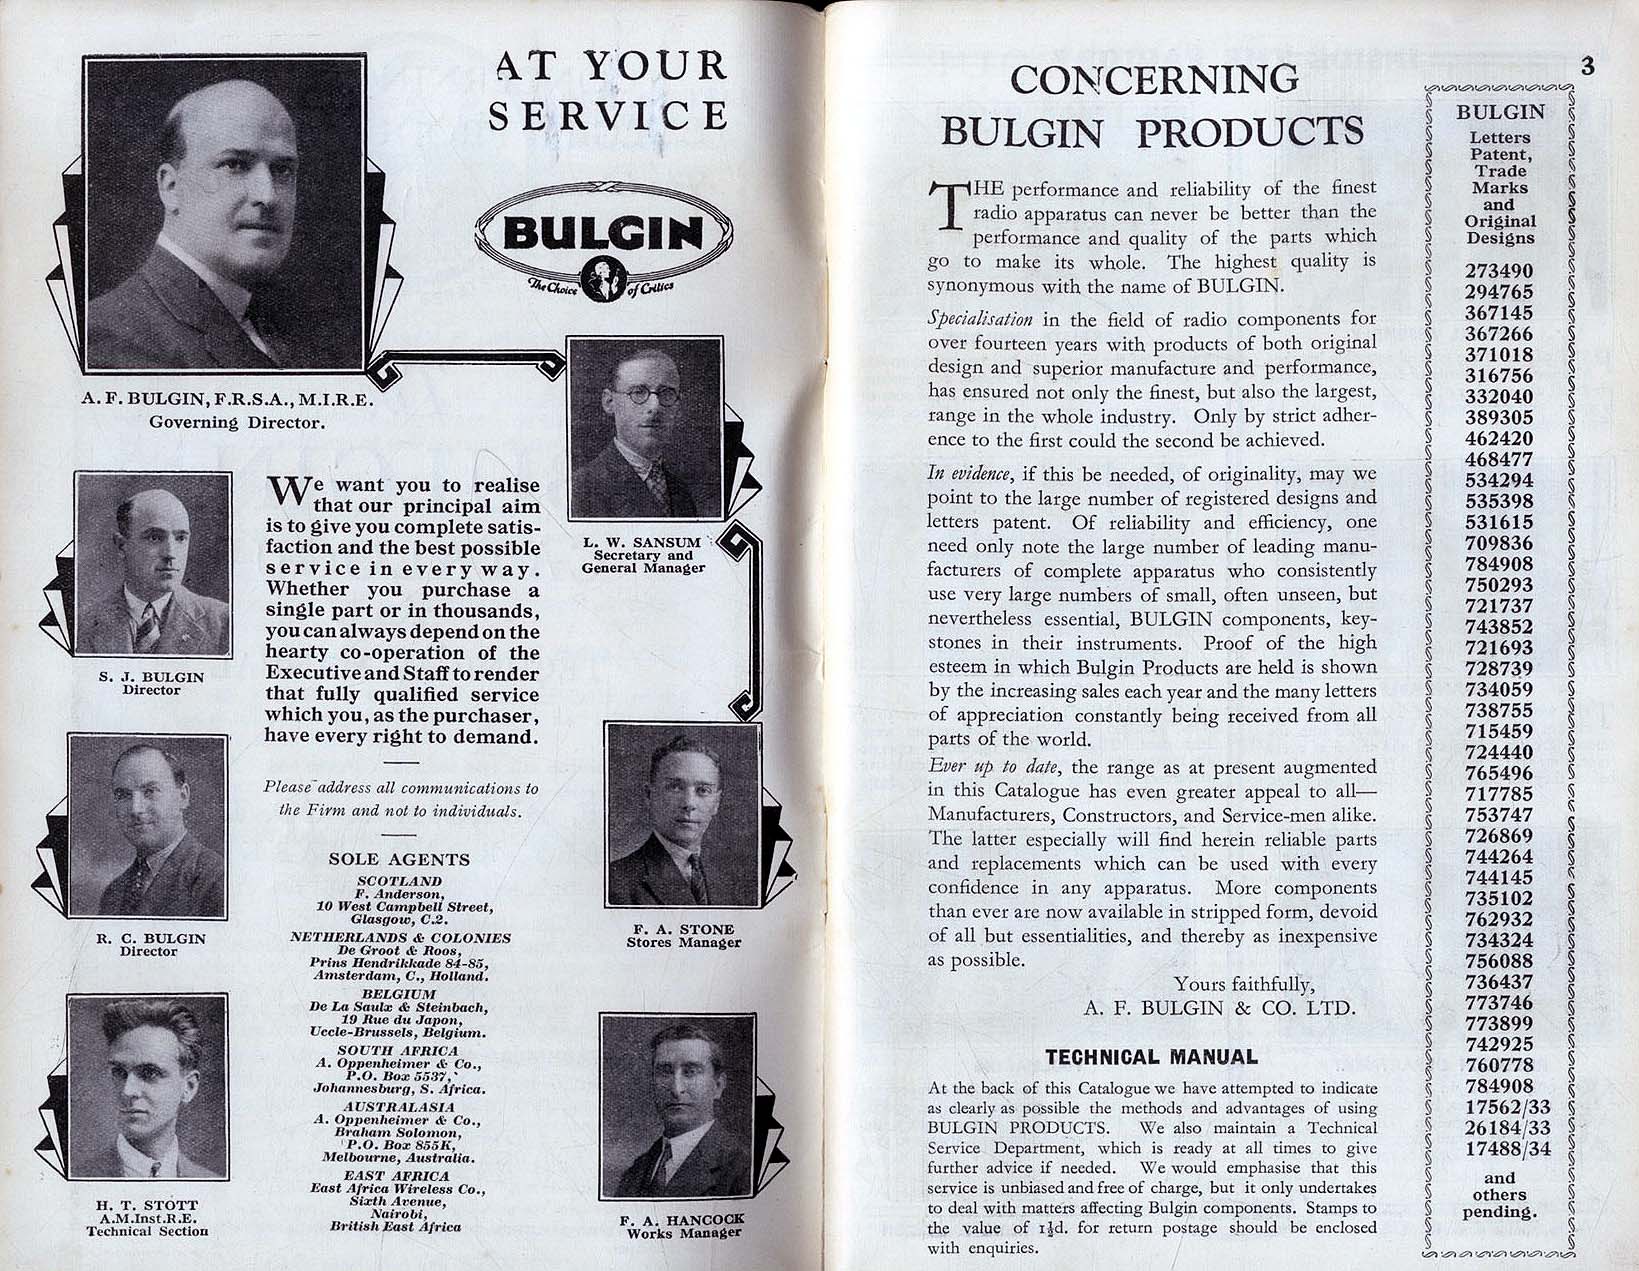 AT YOUR
SERVICE
BULGIN
The Choice of Critics
A. F. BULGIN, F.R.S.A., M.I.R.E.
Governing Director.
L. W. SANSUM
Secretary and
General Manager
S. J. BULGIN
Director
R. C. BULGIN
Director
H. T. STOTT
A.M.Inst.R.E.
Technical Section
We want you to realise
that our principal aim
is to give you complete satis-
faction and the best possible
service in every way.
Whether you purchase a
single part or in thousands,
you can always depend on the
hearty co-operation of the
Executive and Staff to render
that fully qualified service
which you, as the purchaser,
have every right to demand.
Please address all communications to
the Firm and not to individuals.
SOLE AGENTS
SCOTLAND
F. Anderson,
10 West Campbell Street,
Glasgow, C.2.
NETHERLANDS & COLONIES
De Groot & Roos,
Prins Hendrikkade 84-85,
Amsterdam, C., Holland.
BELGIUM
De La Saulx & Steinbach,
19 Rue du Japon,
Uccle-Brussels, Belgium.
SOUTH AFRICA
A. Oppenheimer & Co.,
P.O. Box 5537,
Johannesburg, S. Africa.
AUSTRALASIA
A. Oppenheimer & Co.,
Braham Solomon,
P.O. Box 855K,
Melbourne, Australia.
EAST AFRICA
East Africa Wireless Co.,
Sixth Avenue,
Nairobi,
British East Africa
F. A. STONE
Stores Manager
F. A. HANCOCK
Works Manager
3
CONCERNING
BULGIN PRODUCTS
THE performance and reliability of the finest
radio apparatus can never be better than the
performance and quality of the parts which
go to make its whole. The highest quality is
synonymous with the name of BULGIN.
Specialisation in the field of radio components for
over fourteen years with products of both original
design and superior manufacture and performance,
has ensured not only the finest, but also the largest,
range in the whole industry. Only by strict adher-
ence to the first could the second be achieved.
In evidence, if this be needed, of originality, may we
point to the large number of registered designs and
letters patent. Of reliability and efficiency, one
need only note the large number of leading manu-
facturers of complete apparatus who consistently
use very large numbers of small, often unseen, but
nevertheless essential, BULGIN components, key-
stones in their instruments. Proof of the high
esteem in which Bulgin Products are held is shown
by the increasing sales each year and the many letters
of appreciation constantly being received from all
parts of the world.
Ever up to date, the range as at present augmented
in this Catalogue has even greater appeal to all—
Manufacturers, Constructors, and Service-men alike.
The latter especially will find herein reliable parts
and replacements which can be used with every
confidence in any apparatus. More components
than ever are now available in stripped form, devoid
of all but essentialities, and thereby as inexpensive
as possible.
Yours faithfully,
A. F. BULGIN & CO. LTD.
TECHNICAL MANUAL
At the back of this Catalogue we have attempted to indicate
as clearly as possible the methods and advantages of using
BULGIN PRODUCTS. We also maintain a Technical
Service Department, which is ready at all times to give
further advice if needed. We would emphasise that this
service is unbiased and free of charge, but it only undertakes
to deal with matters affecting Bulgin components. Stamps to
the value of 1½d. for return postage should be enclosed
with enquiries.
BULGIN
Letters
Patent,
Trade
Marks
and
Original
Designs
273490
294765
367145
367266
371018
316756
332040
389305
462420
468477
534294
535398
531615
709836
784908
750293
721737
743852
721693
728739
734059
738755
715459
724440
765496
717785
753747
726869
744264
744145
735102
762932
734324
756088
736437
773746
773899
742925
760778
784908
17562/33
26184/33
17488/34
and
others
pending.